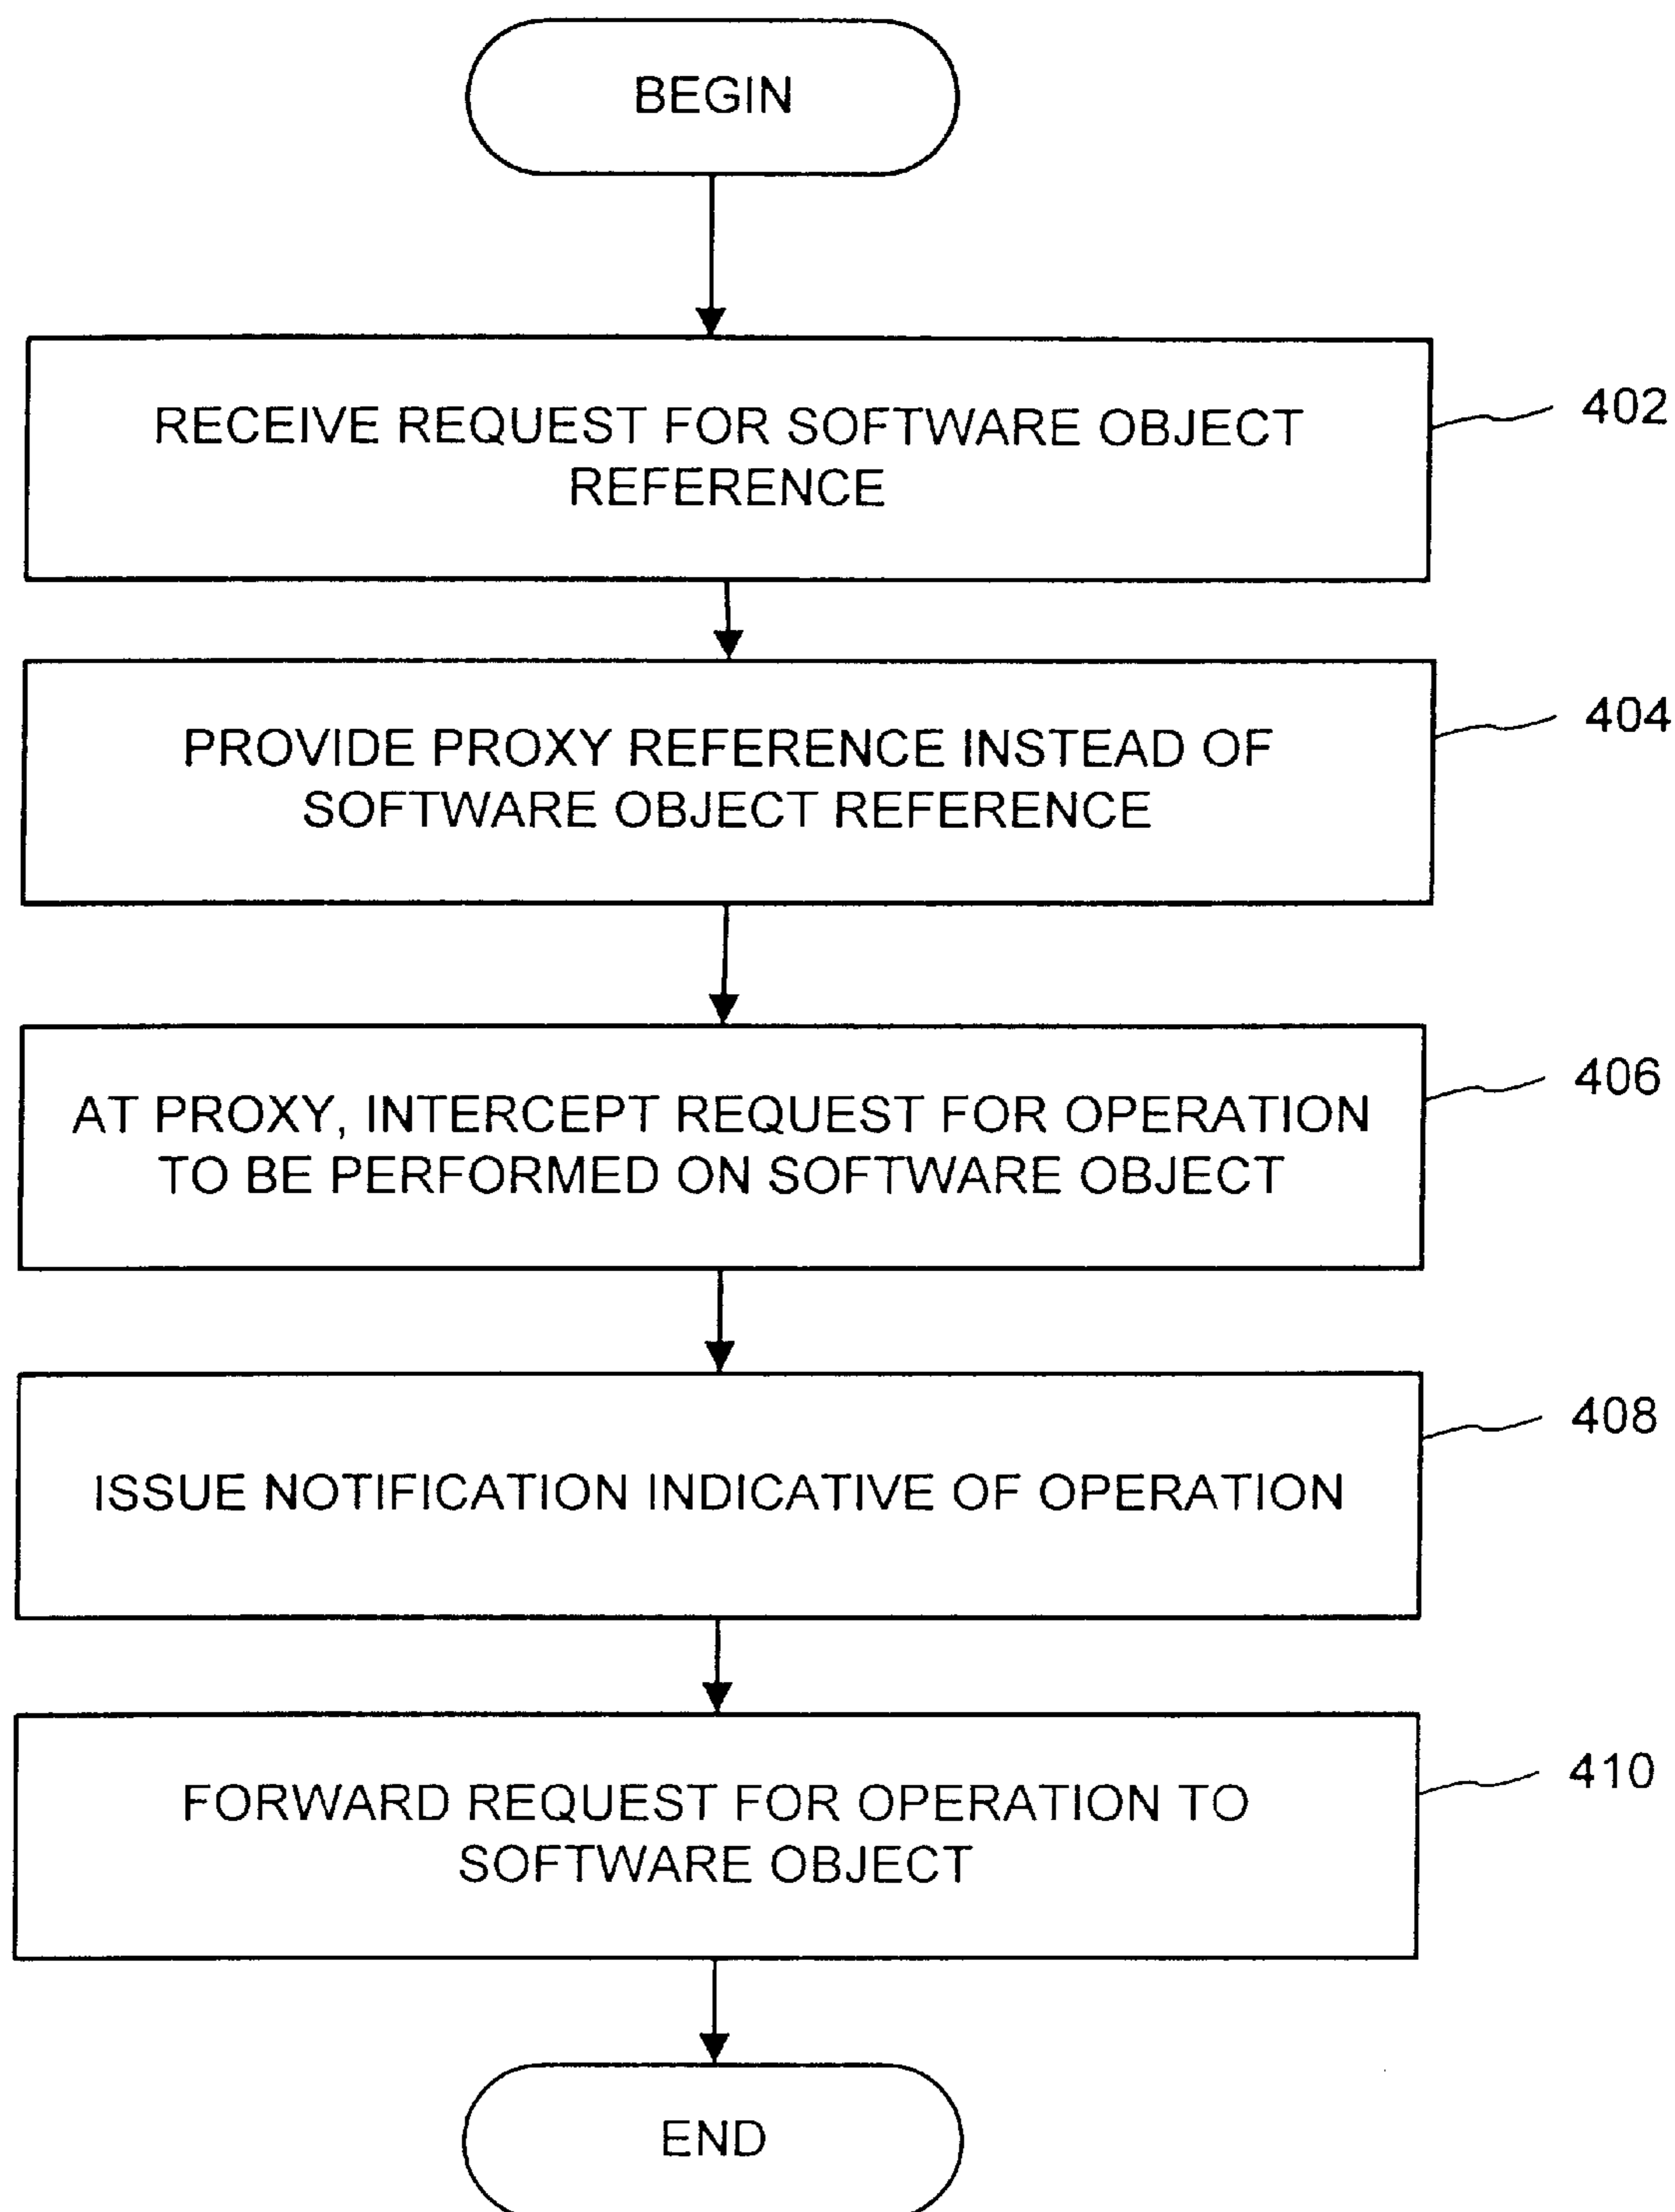 BEGIN
RECEIVE REQUEST FOR SOFTWARE OBJECT
REFERENCE
402
PROVIDE PROXY REFERENCE INSTEAD OF
SOFTWARE OBJECT REFERENCE
404
AT PROXY, INTERCEPT REQUEST FOR OPERATION
TO BE PERFORMED ON SOFTWARE OBJECT
406
ISSUE NOTIFICATION INDICATIVE OF OPERATION
408
FORWARD REQUEST FOR OPERATION TO
SOFTWARE OBJECT
410
END